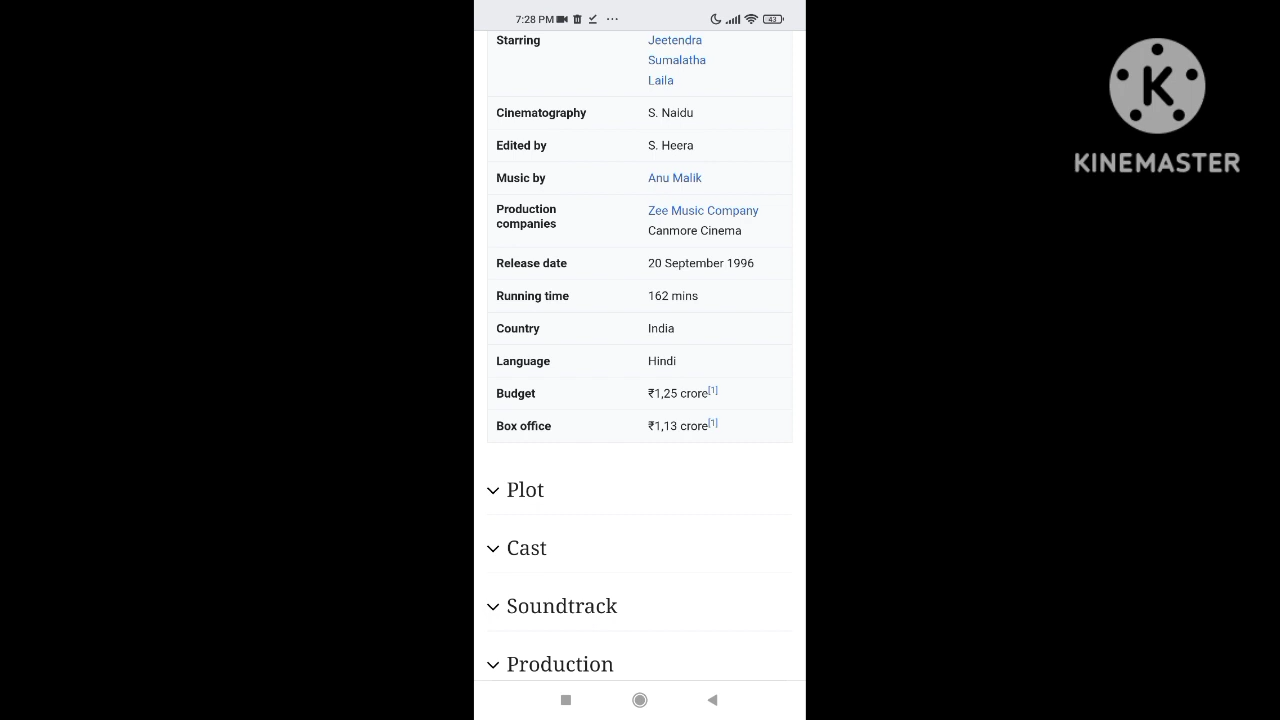 7:28 PM ... 43
Starring Jeetendra
Sumalatha
Laila
Cinematography S. Naidu
Edited by S. Heera
Music by Anu Malik
Production companies Zee Music Company
Canmore Cinema
Release date 20 September 1996
Running time 162 mins
Country India
Language Hindi
Budget ₹1,25 crore[1]
Box office ₹1,13 crore[1]
Plot
Cast
Soundtrack
Production
K
KINEMASTER